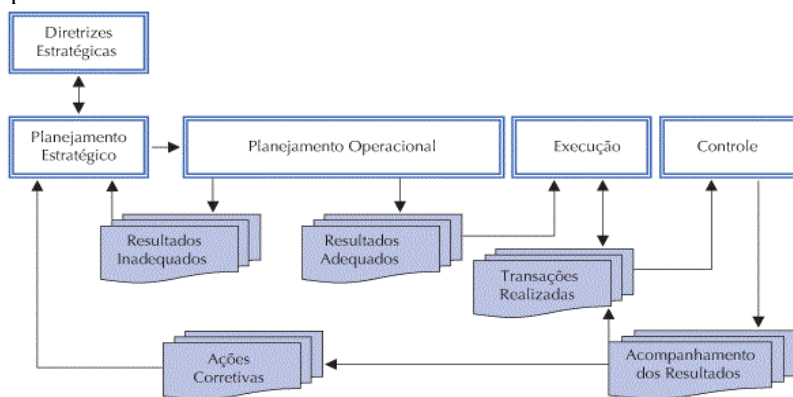 Diretrizes
Estratégicas
Planejamento
Estratégico
Planejamento Operacional
Execução
Controle
Resultados
Inadequados
Resultados
Adequados
Transações
Realizadas
Ações
Corretivas
Acompanhamento
dos Resultados